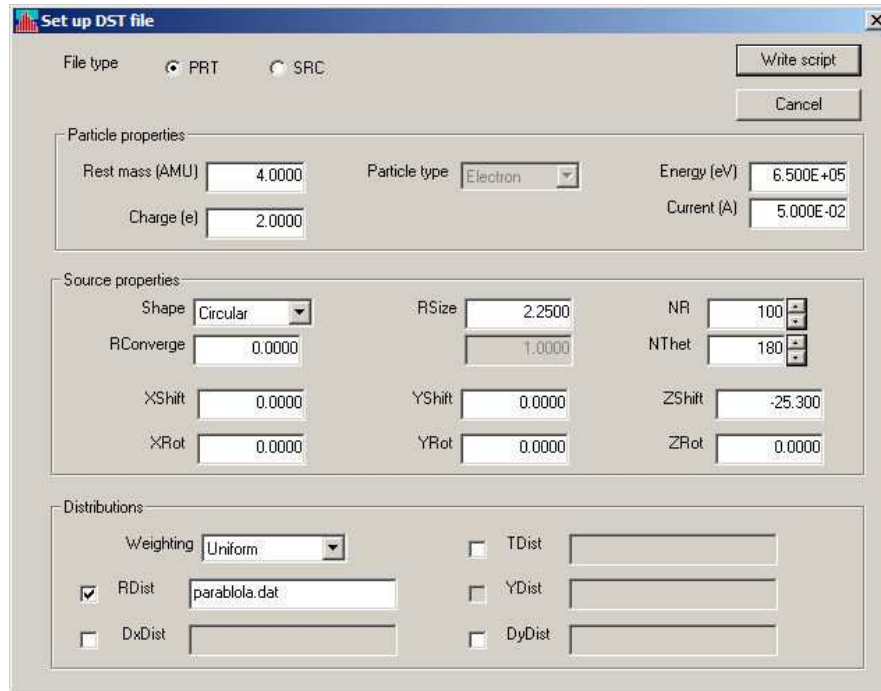 Set up DST file
File type PRT SRC Write script
Cancel
Particle properties
Rest mass (AMU) 4.0000 Particle type Electron Energy (eV) 6.500E+05
Charge (e) 2.0000 Current (A) 5.000E-02
Source properties
Shape Circular RSize 2.2500 NR 100
RConverge 0.0000 1.0000 NThet 180
XShift 0.0000 YShift 0.0000 ZShift -25.300
XRot 0.0000 YRot 0.0000 ZRot 0.0000
Distributions
Weighting Uniform TDist
RDist parablola.dat YDist
DxDist DyDist